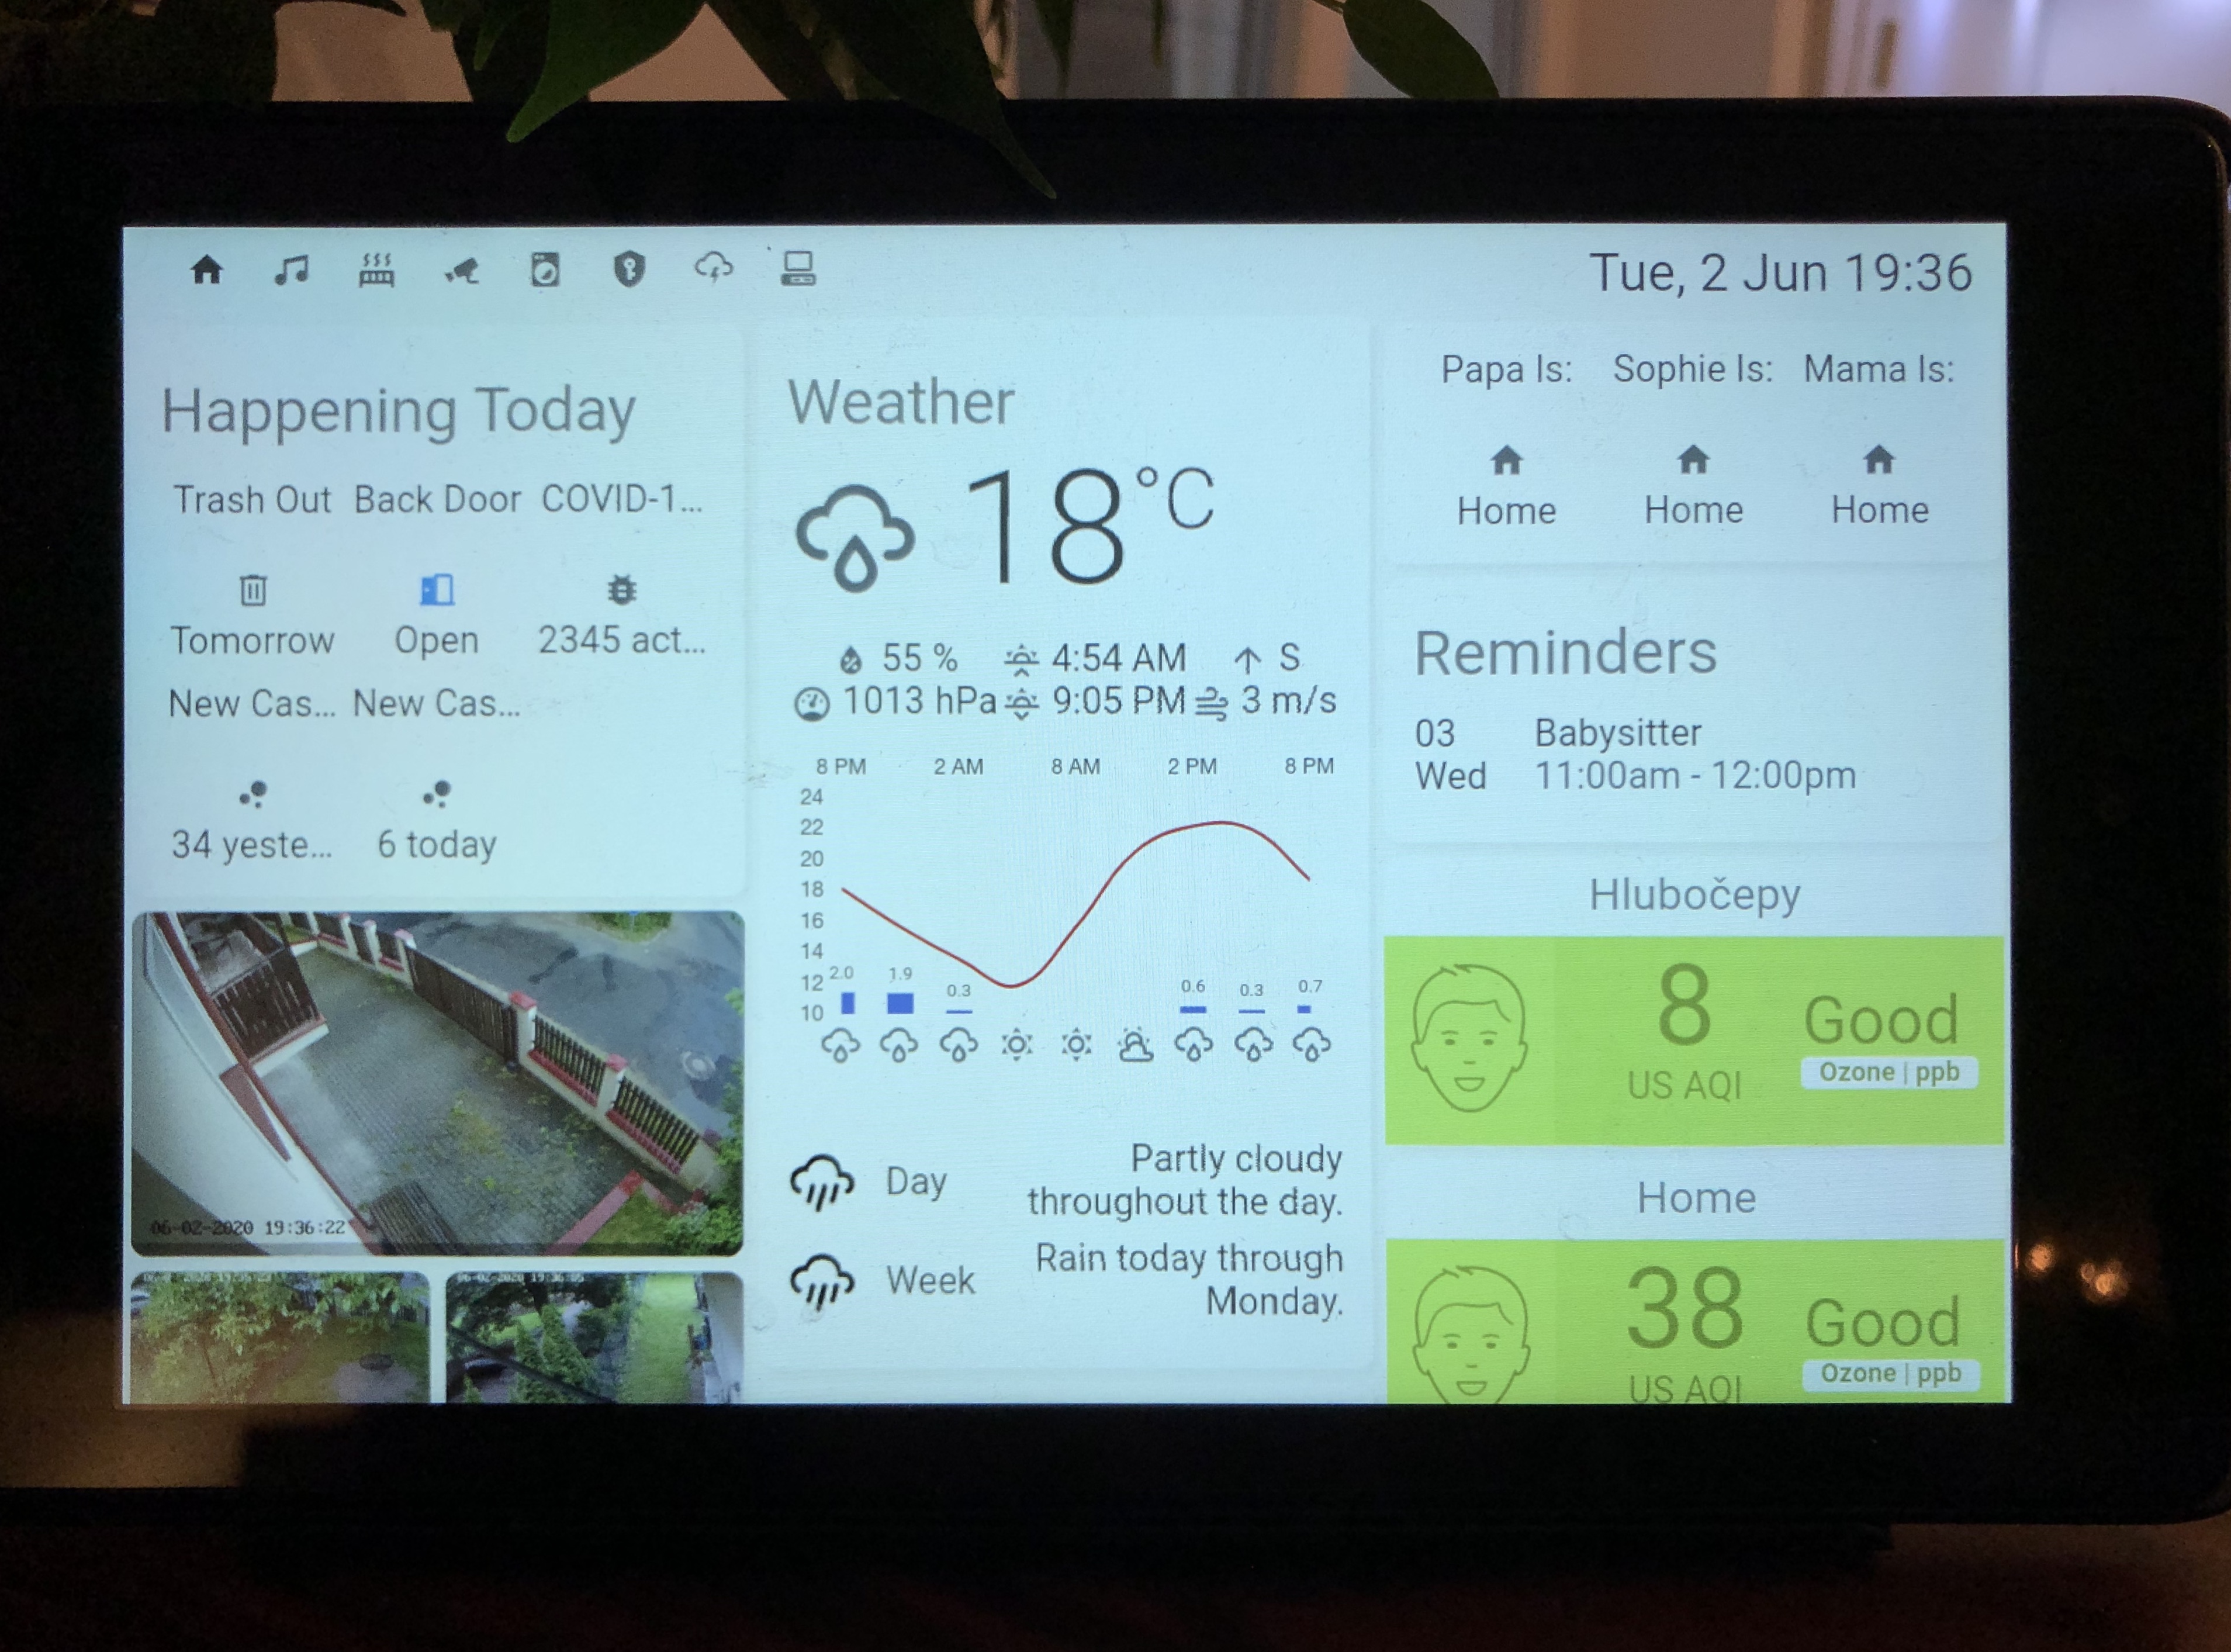 Tue, 2 Jun 19:36
Happening Today
Trash Out Back Door COVID-1...
Tomorrow Open 2345 act...
New Cas... New Cas...
34 yeste... 6 today
06-02-2020 19:36:22
Weather
18 °C
55 % 4:54 AM S
1013 hPa 9:05 PM 3 m/s
8 PM 2 AM 8 AM 2 PM 8 PM
24
22
20
18
16
14
12
10
2.0 1.9 0.3 0.6 0.3 0.7
Day Partly cloudy
throughout the day.
Week Rain today through
Monday.
Papa Is: Sophie Is: Mama Is:
Home Home Home
Reminders
03 Babysitter
Wed 11:00am - 12:00pm
Hlubočepy
8 Good
US AQI Ozone | ppb
Home
38 Good
US AQI Ozone | ppb